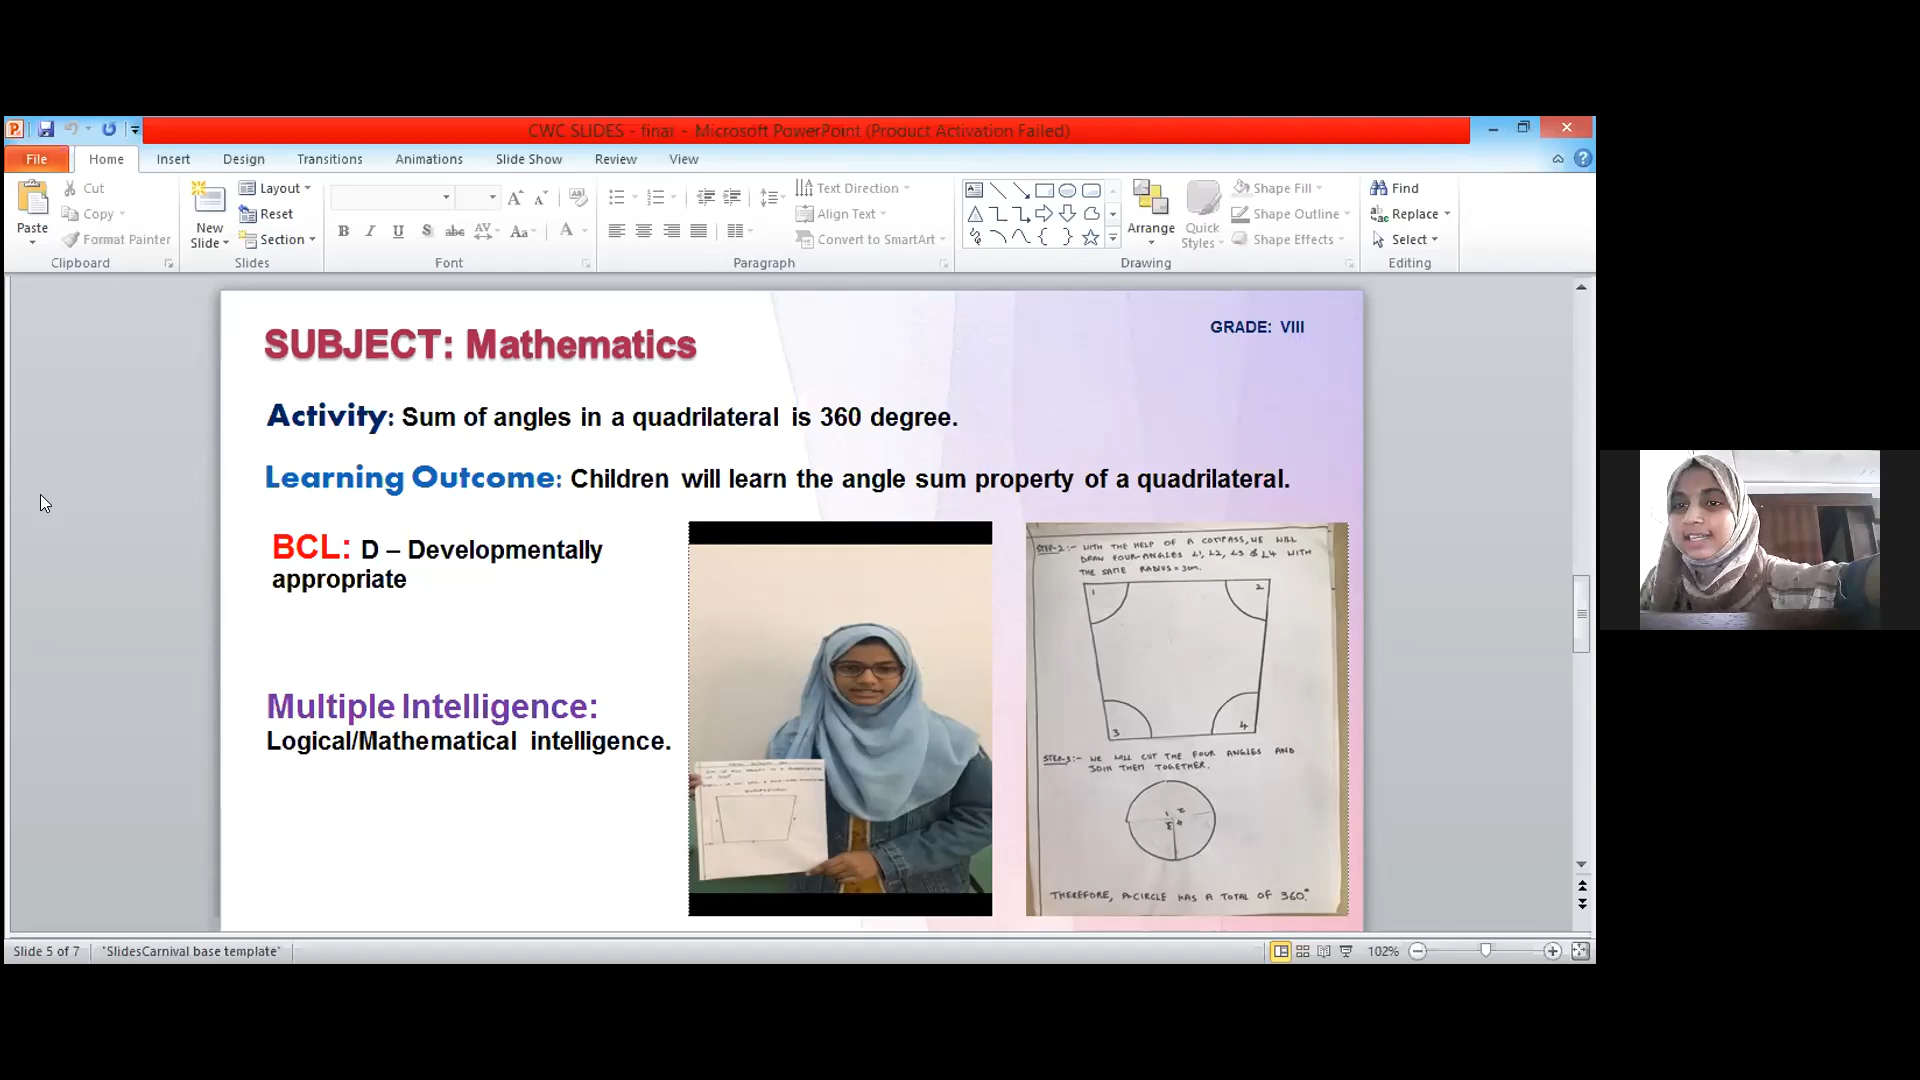 CWC SLIDES - final - Microsoft PowerPoint (Product Activation Failed)
File Home Insert Design Transitions Animations Slide Show Review View
Cut
Copy
Format Painter
Paste
Clipboard
New
Slide
Layout
Reset
Section
Slides
B I U S abc AV Aa A
Font
Text Direction
Align Text
Convert to SmartArt
Paragraph
Arrange
Quick
Styles
Shape Fill
Shape Outline
Shape Effects
Drawing
Find
Replace
Select
Editing
SUBJECT: Mathematics
GRADE: VIII
Activity: Sum of angles in a quadrilateral is 360 degree.
Learning Outcome: Children will learn the angle sum property of a quadrilateral.
BCL: D – Developmentally
appropriate
Multiple Intelligence:
Logical/Mathematical intelligence.
STEP-2:- WITH THE HELP OF A COMPASS, WE WILL
DRAW FOUR-ANGLES ∠1, ∠2, ∠3 & ∠4 WITH
THE SAME RADIUS = 3cm.
1 2
3 4
STEP-3:- WE WILL CUT THE FOUR ANGLES AND
JOIN THEM TOGETHER.
1 2
3 4
THEREFORE, A CIRCLE HAS A TOTAL OF 360°.
Slide 5 of 7 "SlidesCarnival base template" 102%